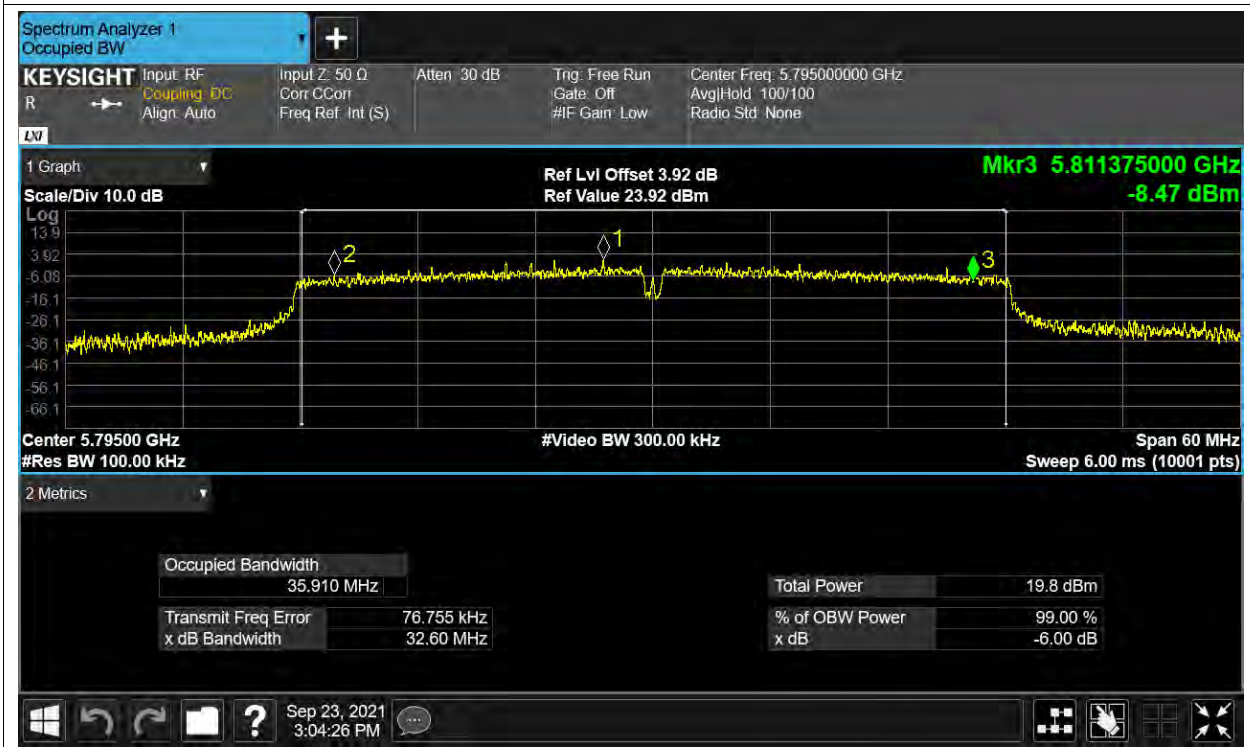 Spectrum Analyzer 1
Occupied BW
+
KEYSIGHT Input: RF Input Z: 50 Ω Atten: 30 dB Trig: Free Run Center Freq: 5.795000000 GHz
R Coupling: DC Corr CCorr Gate: Off Avg|Hold: 100/100
Align: Auto Freq Ref: Int (S) #IF Gain: Low Radio Std: None
LXI
1 Graph Ref Lvl Offset 3.92 dB Mkr3 5.811375000 GHz
Scale/Div 10.0 dB Ref Value 23.92 dBm -8.47 dBm
Log
13.9
3.92
-6.08
-16.1
-26.1
-36.1
-46.1
-56.1
-66.1
2
1
3
Center 5.79500 GHz #Video BW 300.00 kHz Span 60 MHz
#Res BW 100.00 kHz Sweep 6.00 ms (10001 pts)
2 Metrics
Occupied Bandwidth
35.910 MHz Total Power 19.8 dBm
Transmit Freq Error 76.755 kHz % of OBW Power 99.00 %
x dB Bandwidth 32.60 MHz x dB -6.00 dB
? Sep 23, 2021
3:04:26 PM